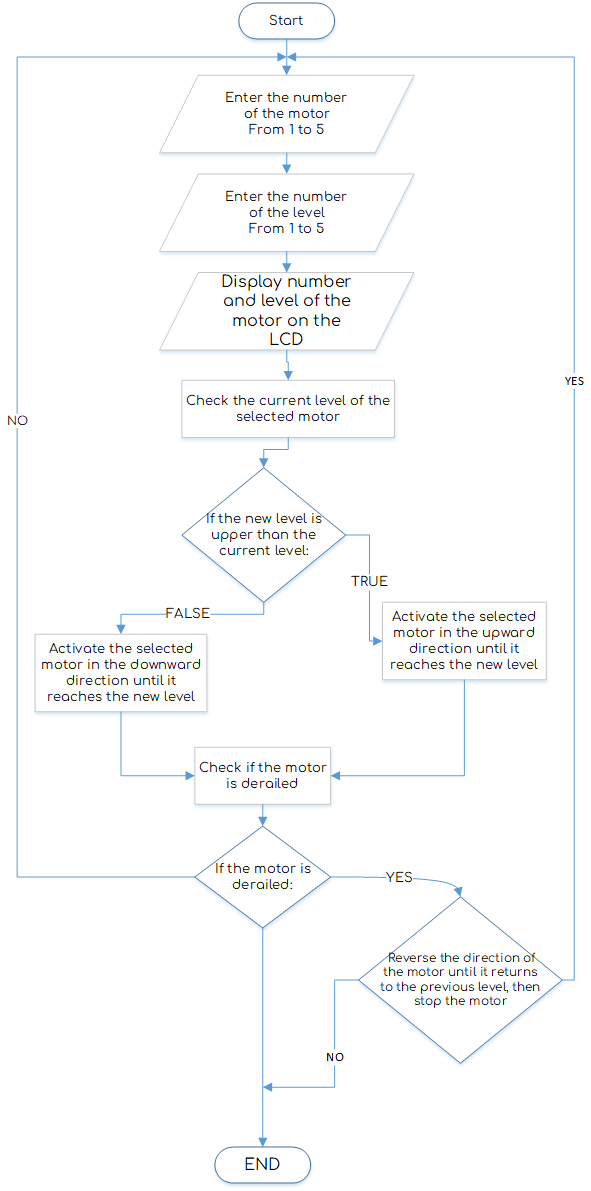 Start
Enter the number
of the motor
From 1 to 5
Enter the number
of the level
From 1 to 5
Display number
and level of the
motor on the
LCD
Check the current level of the
selected motor
YES
NO
If the new level is
upper than the
current level:
TRUE
FALSE
Activate the selected
motor in the downward
direction until it
reaches the new level
Activate the selected
motor in the upward
direction until it
reaches the new level
Check if the motor
is derailed
If the motor is
derailed:
YES
Reverse the direction of
the motor until it returns
to the previous level, then
stop the motor
NO
END